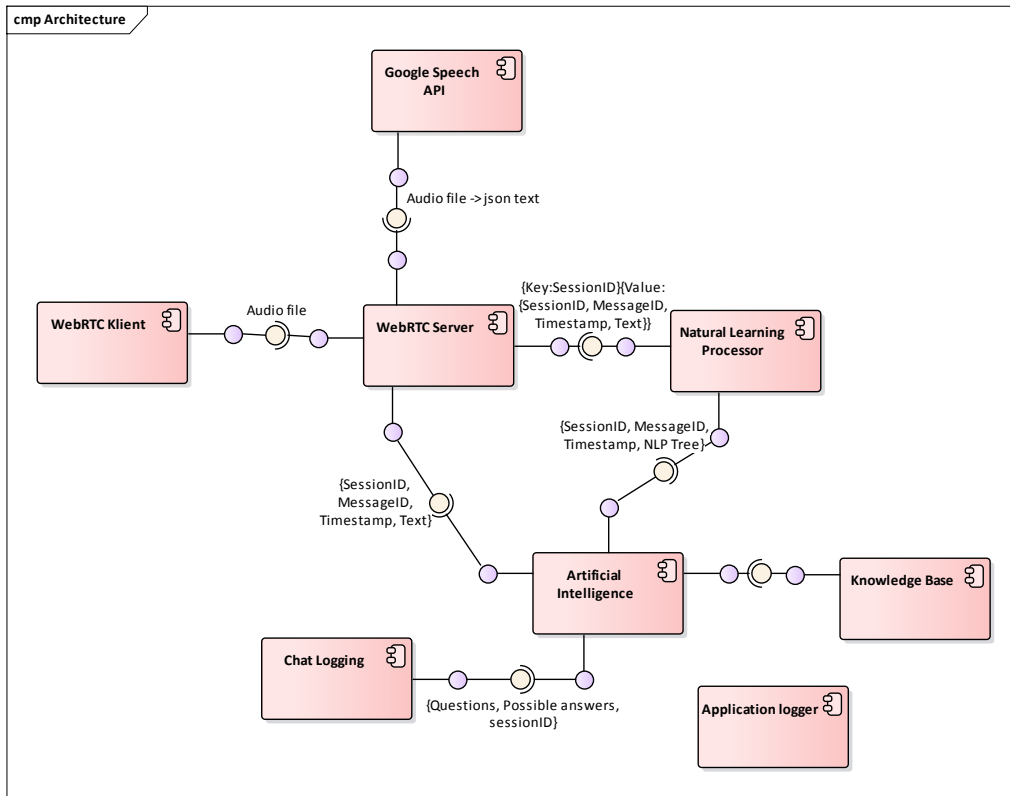 cmp Architecture
Google Speech
API
Audio file ->json text
{Key:SessionID}{Value:
{SessionID, MessageID,
Timestamp, Text}}
Audio file
WebRTC Klient
WebRTC Server
Natural Learning
Processor
{SessionID, MessageID,
Timestamp, NLP Tree}
{SessionID,
MessageID,
Timestamp, Text}
Artificial
Intelligence
Knowledge Base
Chat Logging
{Questions, Possible answers,
sessionID}
Application logger